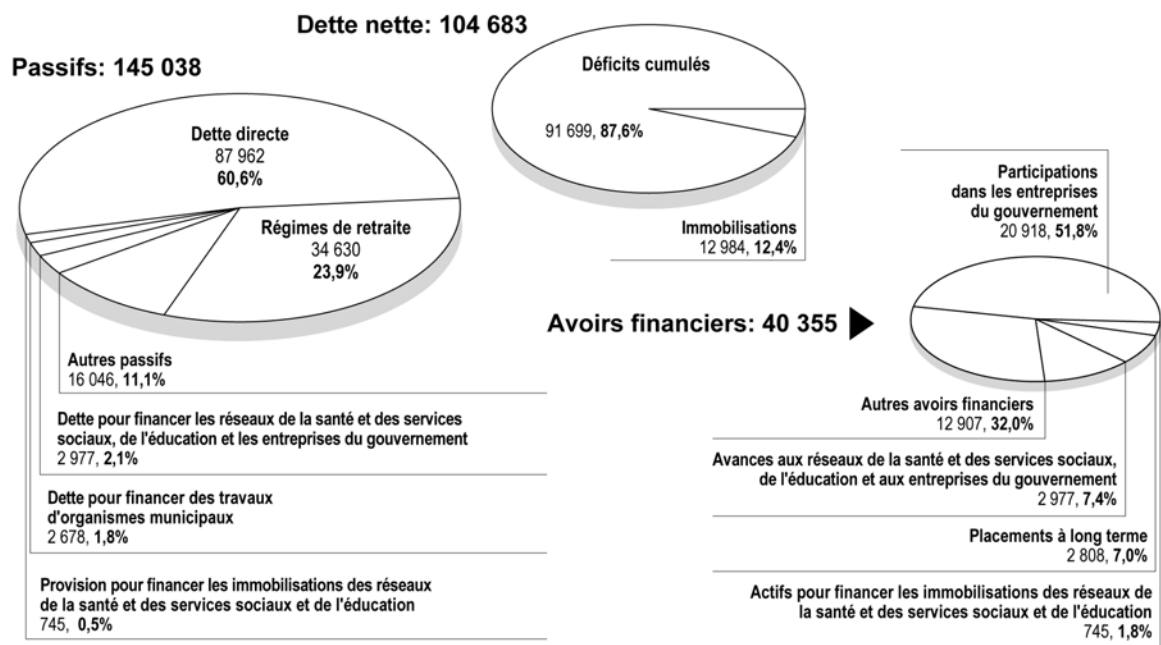 Dette nette: 104 683
Passifs: 145 038
Déficits cumulés
91 699, 87,6%
Immobilisations
12 984, 12,4%
Dette directe
87 962
60,6%
Régimes de retraite
34 630
23,9%
Autres passifs
16 046, 11,1%
Dette pour financer les réseaux de la santé et des services
sociaux, de l'éducation et les entreprises du gouvernement
2 977, 2,1%
Dette pour financer des travaux
d'organismes municipaux
2 678, 1,8%
Provision pour financer les immobilisations des réseaux
de la santé et des services sociaux et de l'éducation
745, 0,5%
Avoirs financiers: 40 355
Participations
dans les entreprises
du gouvernement
20 918, 51,8%
Autres avoirs financiers
12 907, 32,0%
Avances aux réseaux de la santé et des services sociaux,
de l'éducation et aux entreprises du gouvernement
2 977, 7,4%
Placements à long terme
2 808, 7,0%
Actifs pour financer les immobilisations des réseaux de
la santé et des services sociaux et de l'éducation
745, 1,8%